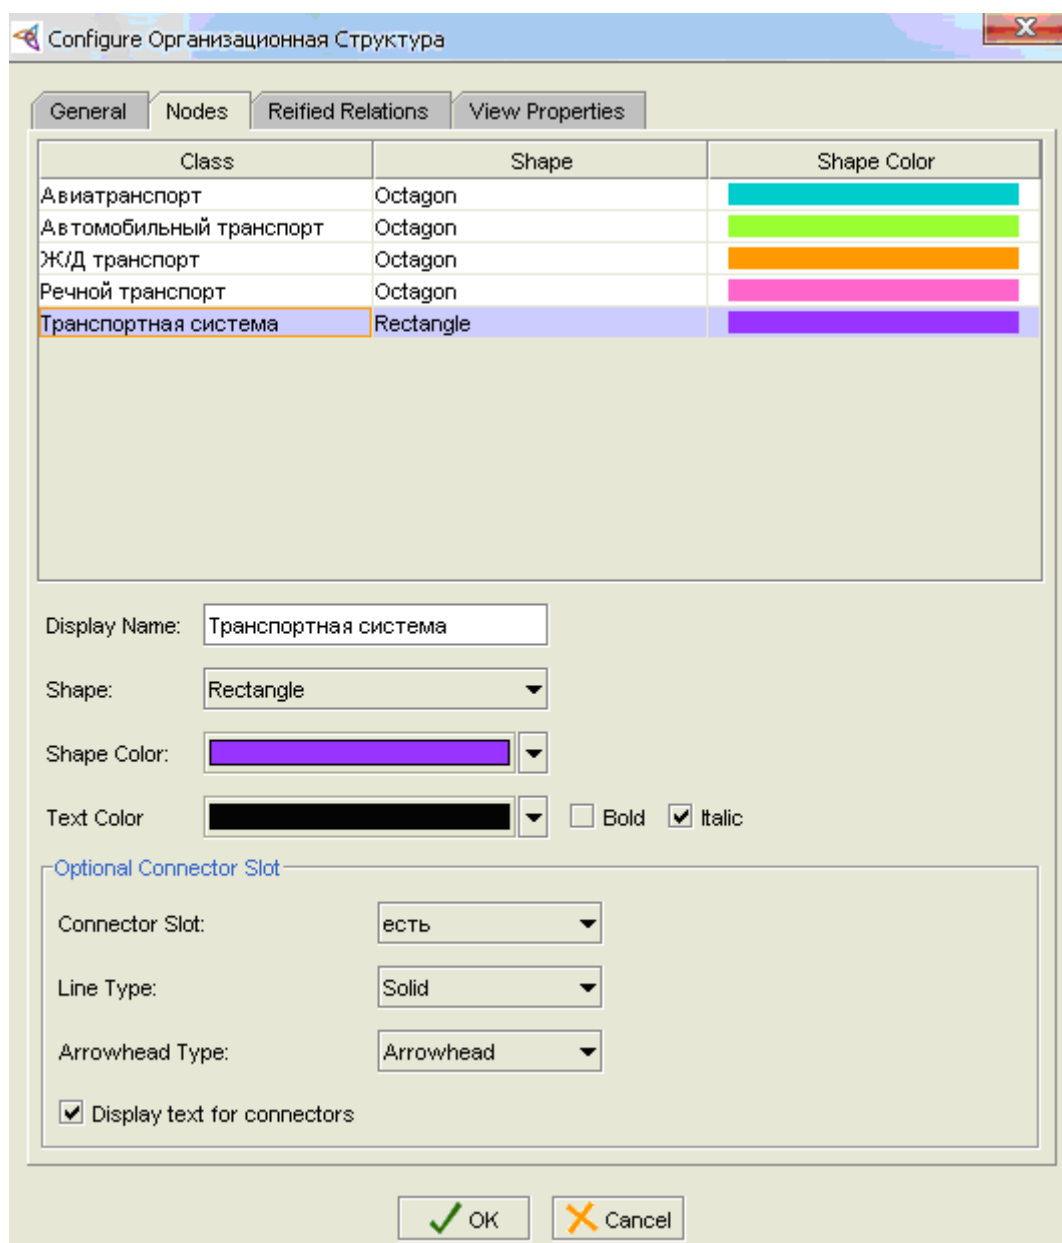 Configure Организационная Структура
General Nodes Reified Relations View Properties
Class Shape Shape Color
Авиатранспорт Octagon
Автомобильный транспорт Octagon
Ж/Д транспорт Octagon
Речной транспорт Octagon
Транспортная система Rectangle
Display Name: Транспортная система
Shape: Rectangle
Shape Color:
Text Color Bold Italic
Optional Connector Slot
Connector Slot: есть
Line Type: Solid
Arrowhead Type: Arrowhead
Display text for connectors
OK Cancel